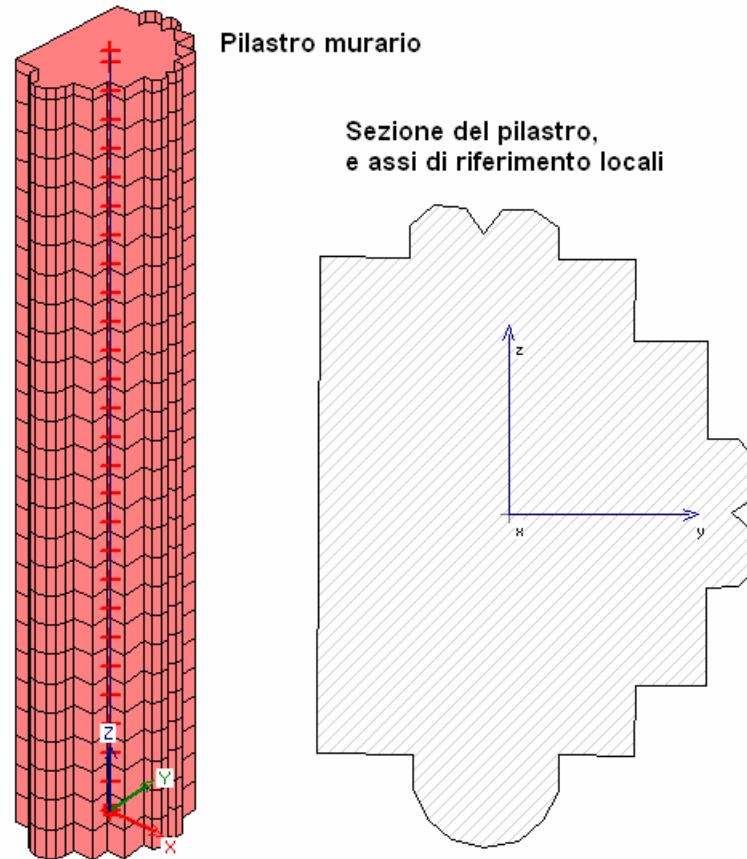 Pilastro murario
Sezione del pilastro,
e assi di riferimento locali
z
x
y
Z
Y
X